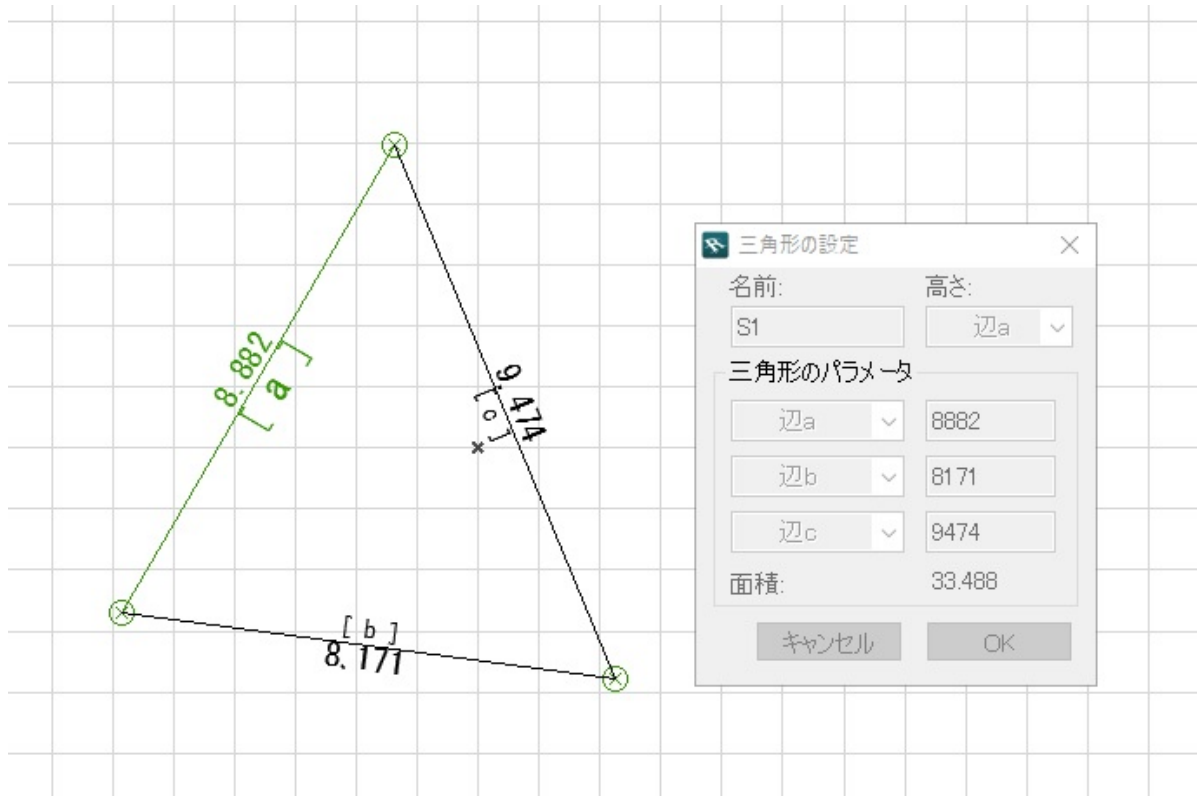 8.882
[ a ]
9.474
[ c ]
[ b ]
8.171
三角形の設定
名前: 高さ:
S1 辺a
三角形のパラメータ
辺a 8882
辺b 8171
辺c 9474
面積: 33.488
キャンセル OK